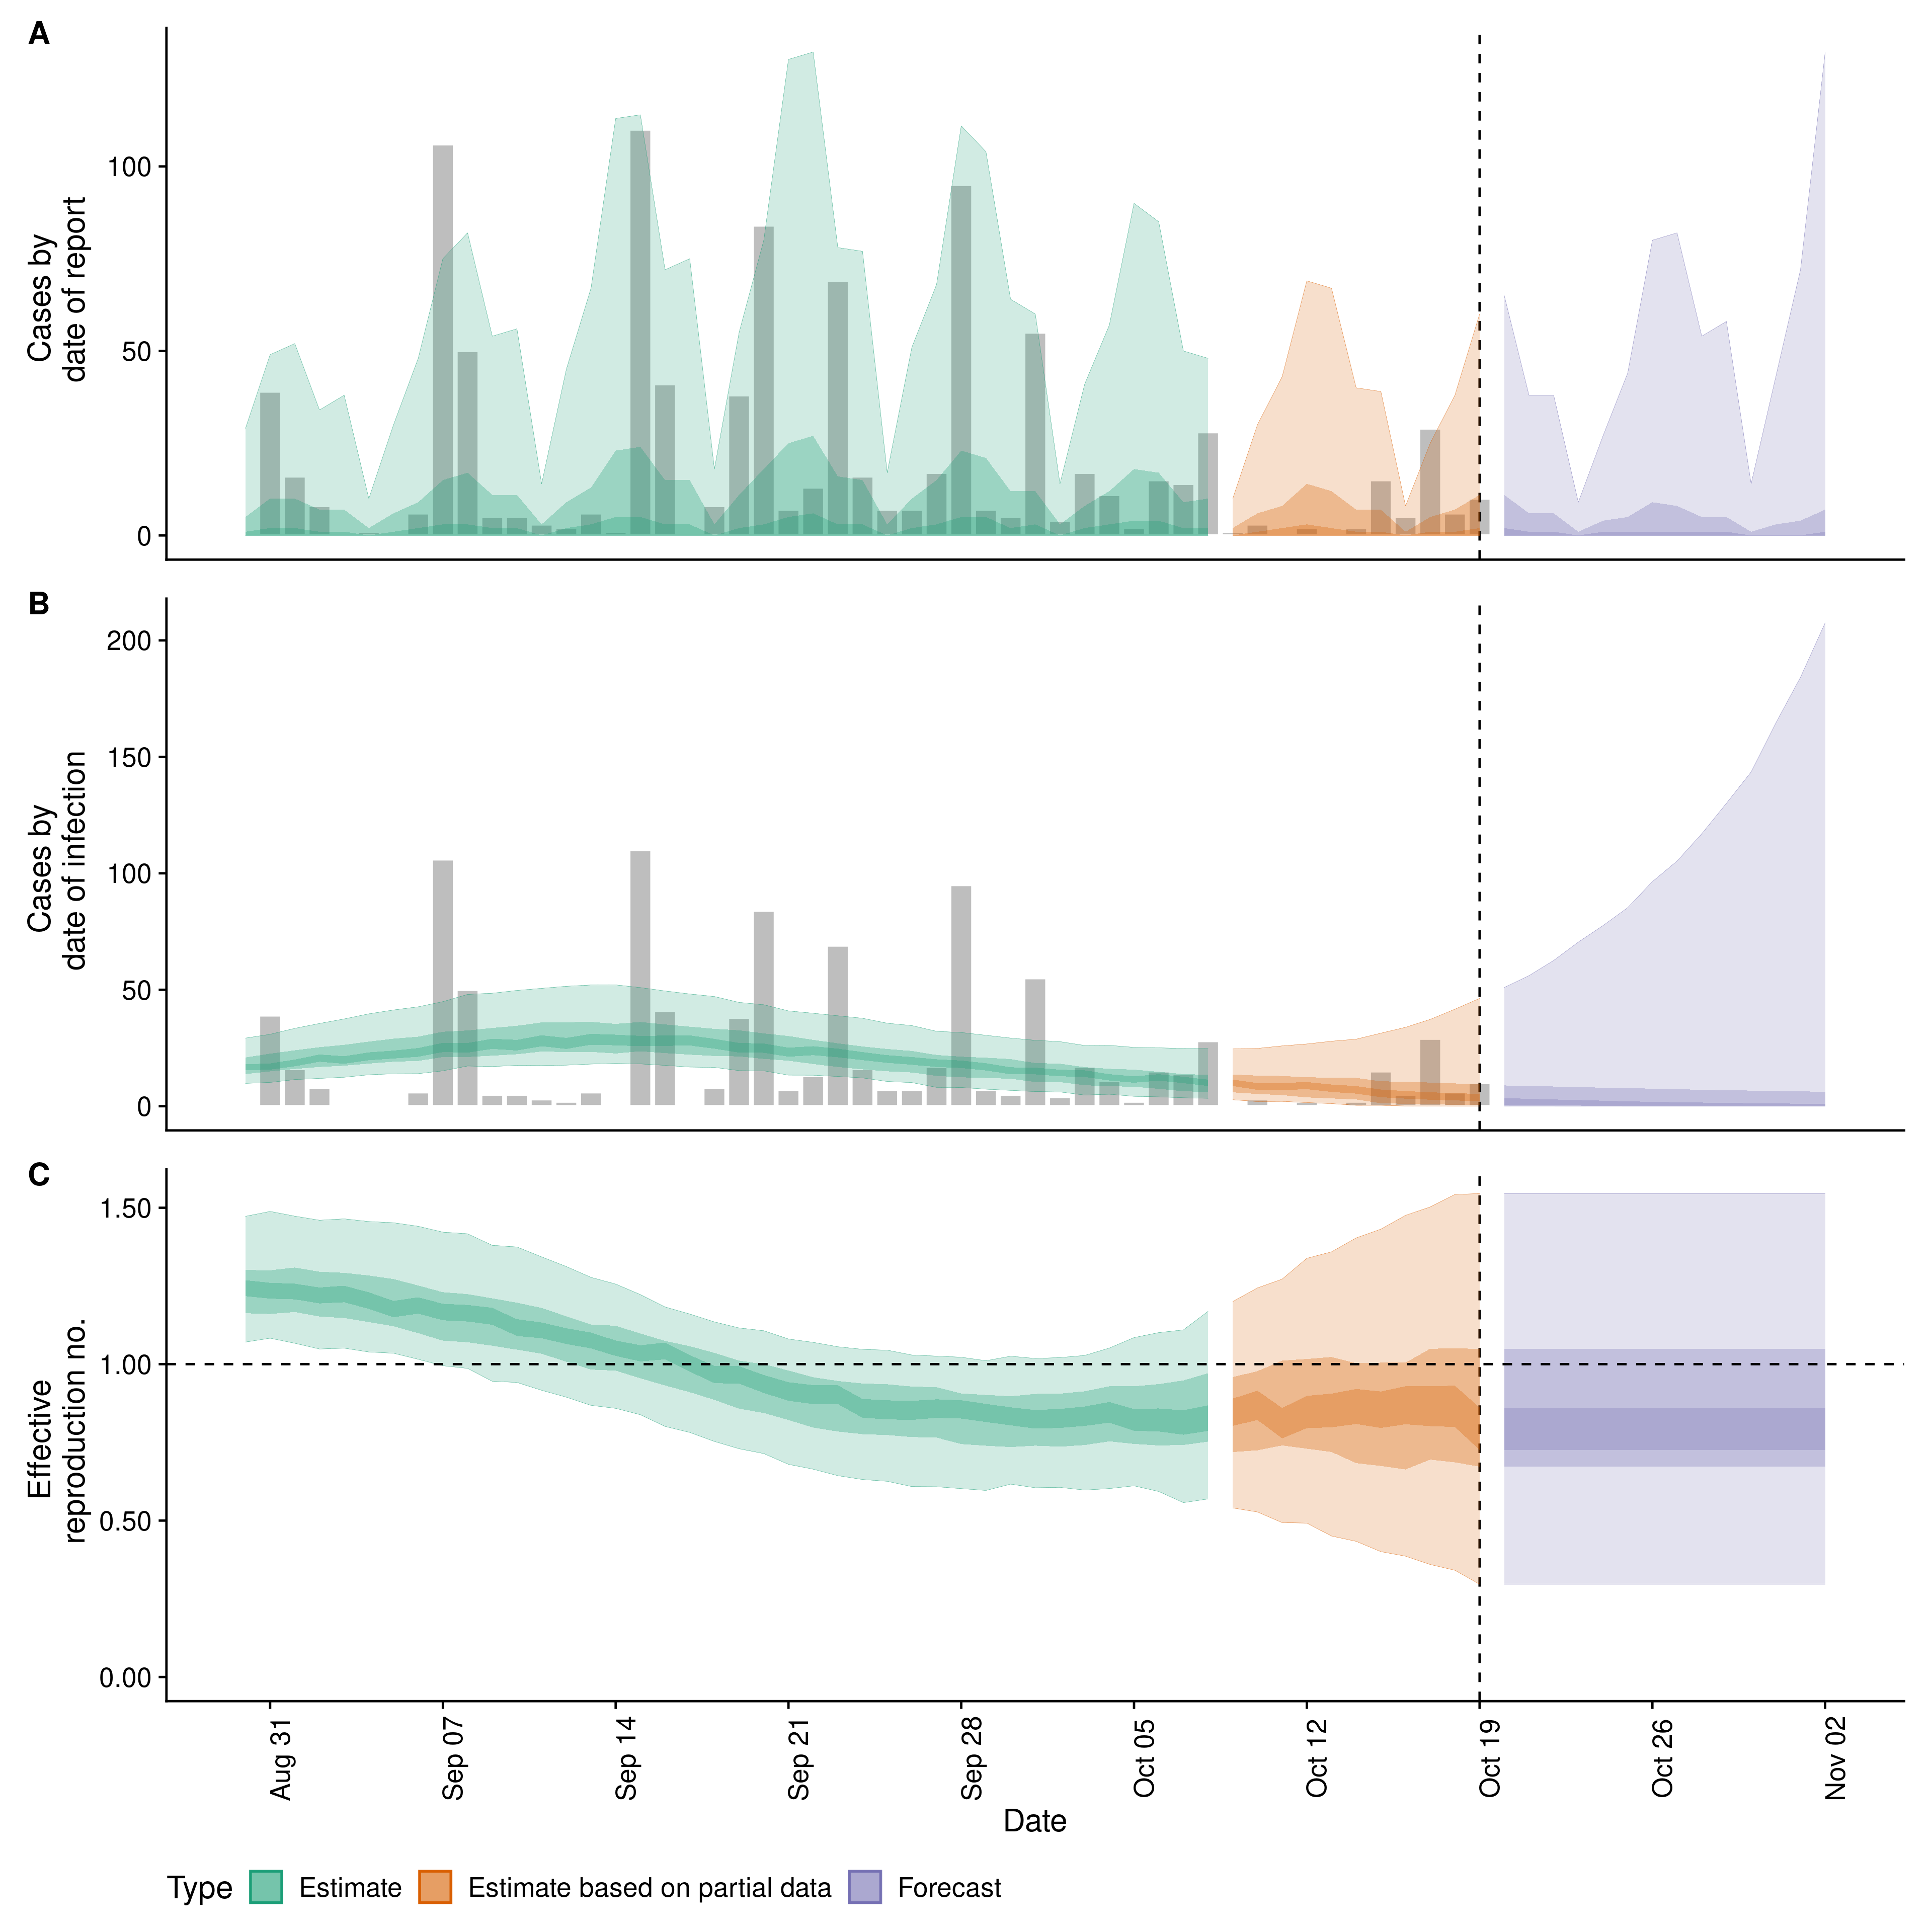 A
Cases by
date of report
100
50
0
B
Cases by
date of infection
200
150
100
50
0
C
Effective
reproduction no.
1.50
1.00
0.50
0.00
Aug 31
Sep 07
Sep 14
Sep 21
Sep 28
Oct 05
Oct 12
Oct 19
Oct 26
Nov 02
Date
Type Estimate Estimate based on partial data Forecast